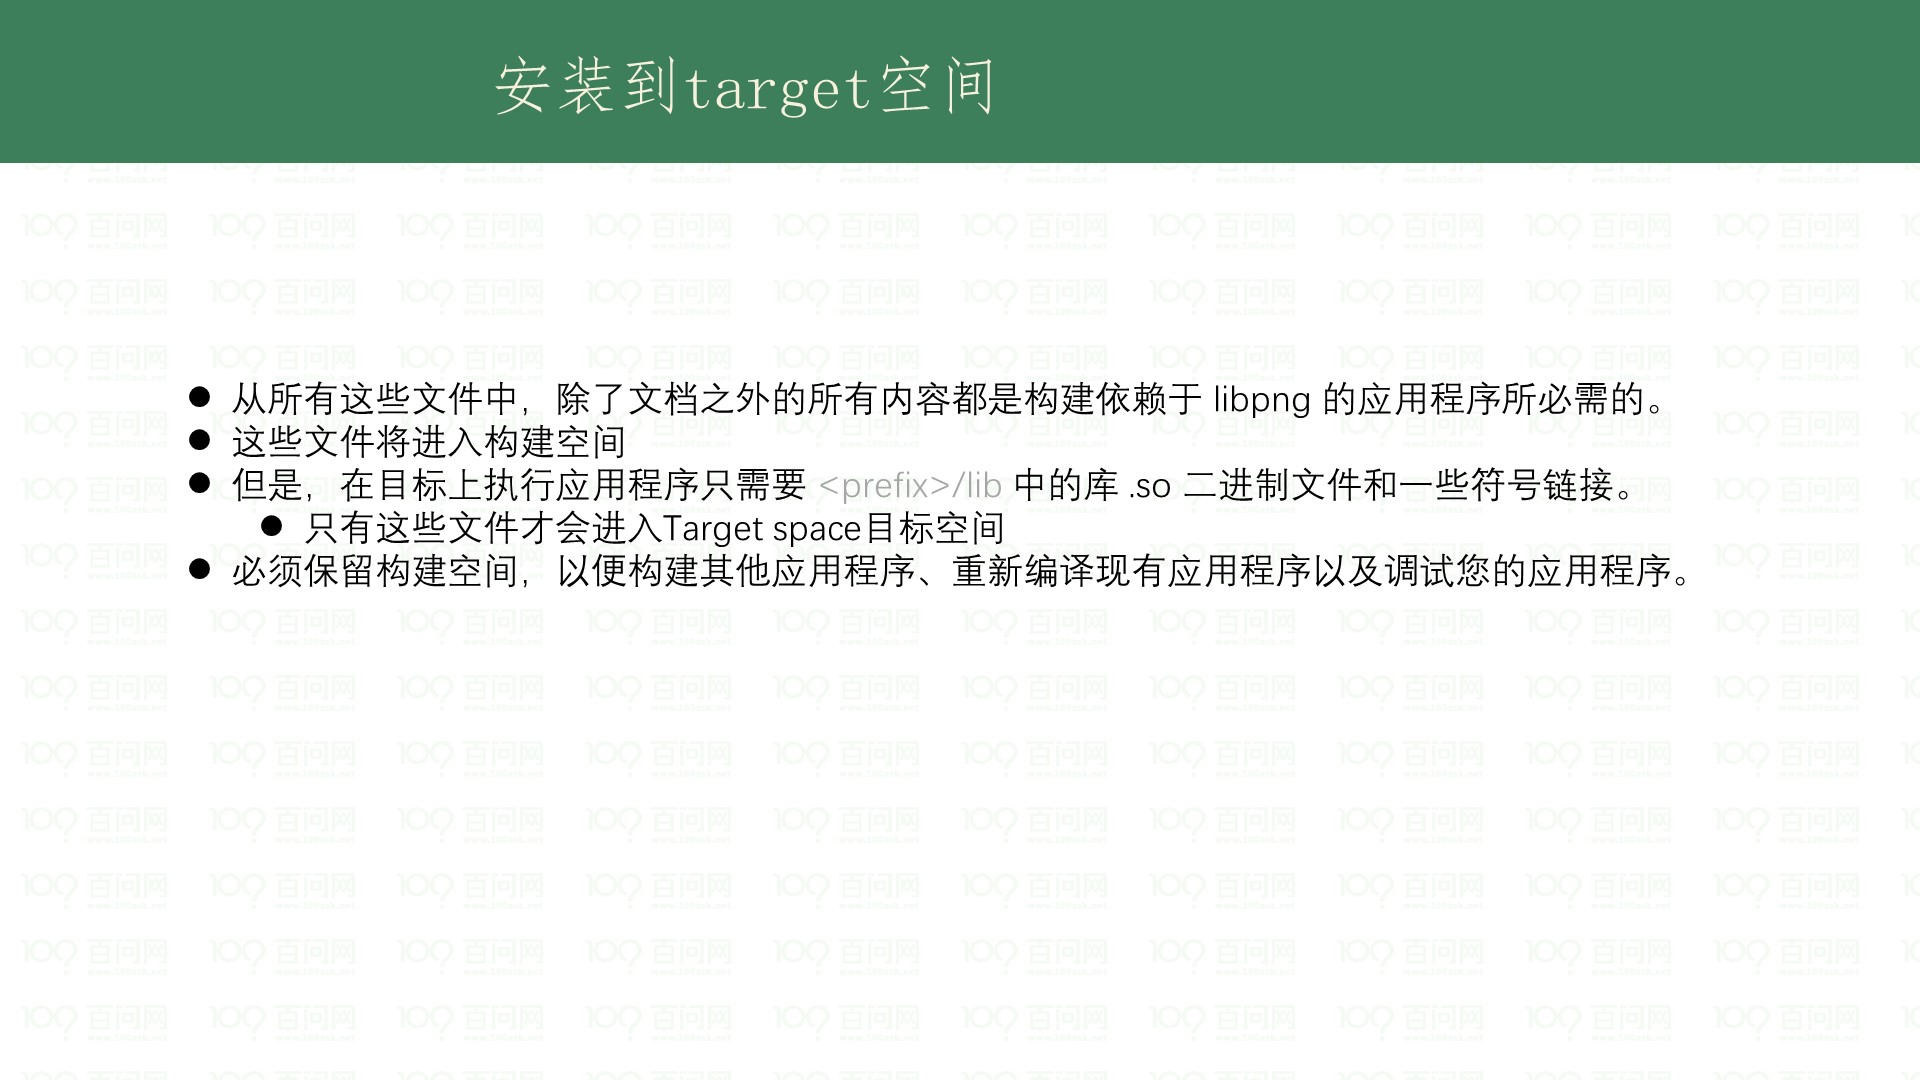 安装到target空间
● 从所有这些文件中，除了文档之外的所有内容都是构建依赖于 libpng 的应用程序所必需的。
● 这些文件将进入构建空间
● 但是，在目标上执行应用程序只需要 <prefix>/lib 中的库 .so 二进制文件和一些符号链接。
● 只有这些文件才会进入Target space目标空间
● 必须保留构建空间，以便构建其他应用程序、重新编译现有应用程序以及调试您的应用程序。